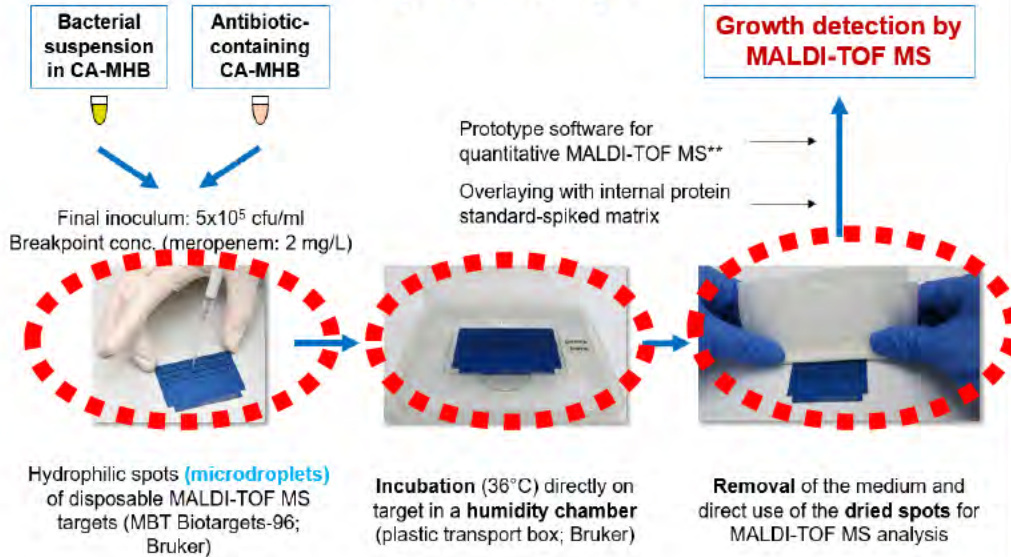 Bacterial
suspension
in CA-MHB
Antibiotic-
containing
CA-MHB
Growth detection by
MALDI-TOF MS
Prototype software for
quantitative MALDI-TOF MS**
Overlaying with internal protein
standard-spiked matrix
Final inoculum: 5x10⁵ cfu/ml
Breakpoint conc. (meropenem: 2 mg/L)
Hydrophilic spots (microdroplets)
of disposable MALDI-TOF MS
targets (MBT Biotargets-96;
Bruker)
Incubation (36°C) directly on
target in a humidity chamber
(plastic transport box; Bruker)
Removal of the medium and
direct use of the dried spots for
MALDI-TOF MS analysis